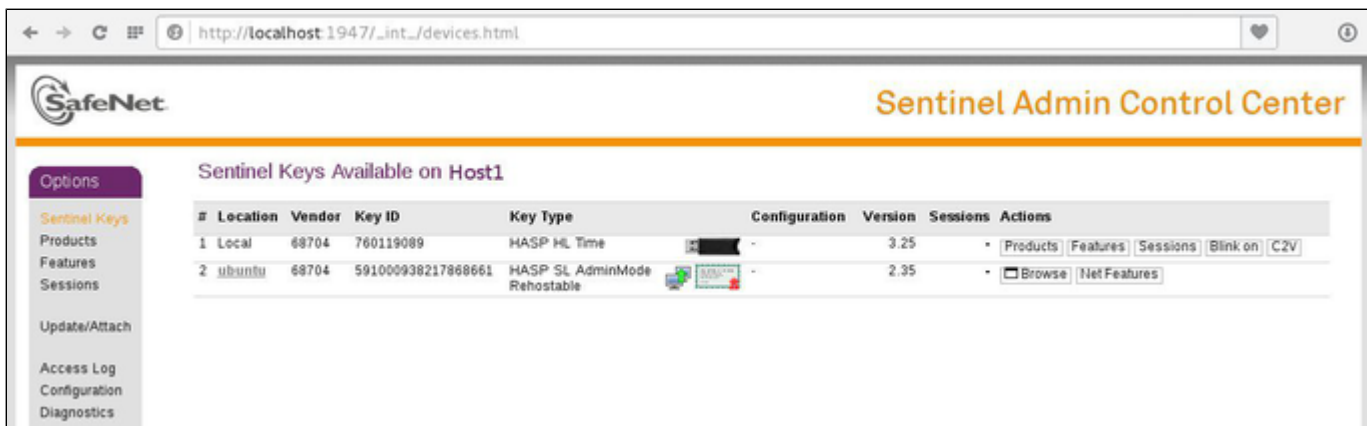 http://localhost:1947/_int_/devices.html
SafeNet.
Sentinel Admin Control Center
Options
Sentinel Keys
Products
Features
Sessions
Update/Attach
Access Log
Configuration
Diagnostics
Sentinel Keys Available on Host1
# Location Vendor Key ID Key Type Configuration Version Sessions Actions
1 Local 68704 760119089 HASP HL Time - 3.25 - Products Features Sessions Blink on C2V
2 ubuntu 68704 591000938217868661 HASP SL AdminMode Rehostable - 2.35 - Browse Net Features